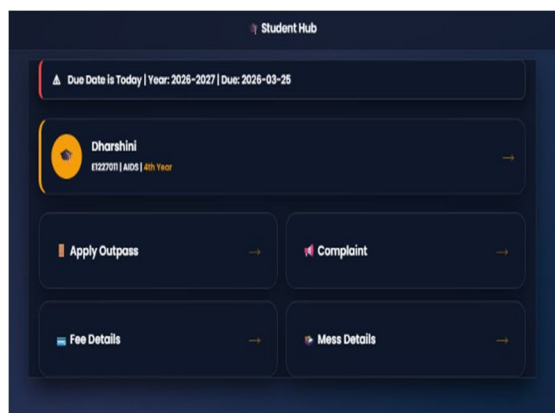 Student Hub
Due Date is Today | Year: 2026-2027 | Due: 2026-03-25
Dharshini
E1227011 | AIDS | 4th Year
Apply Outpass
Complaint
Fee Details
Mess Details